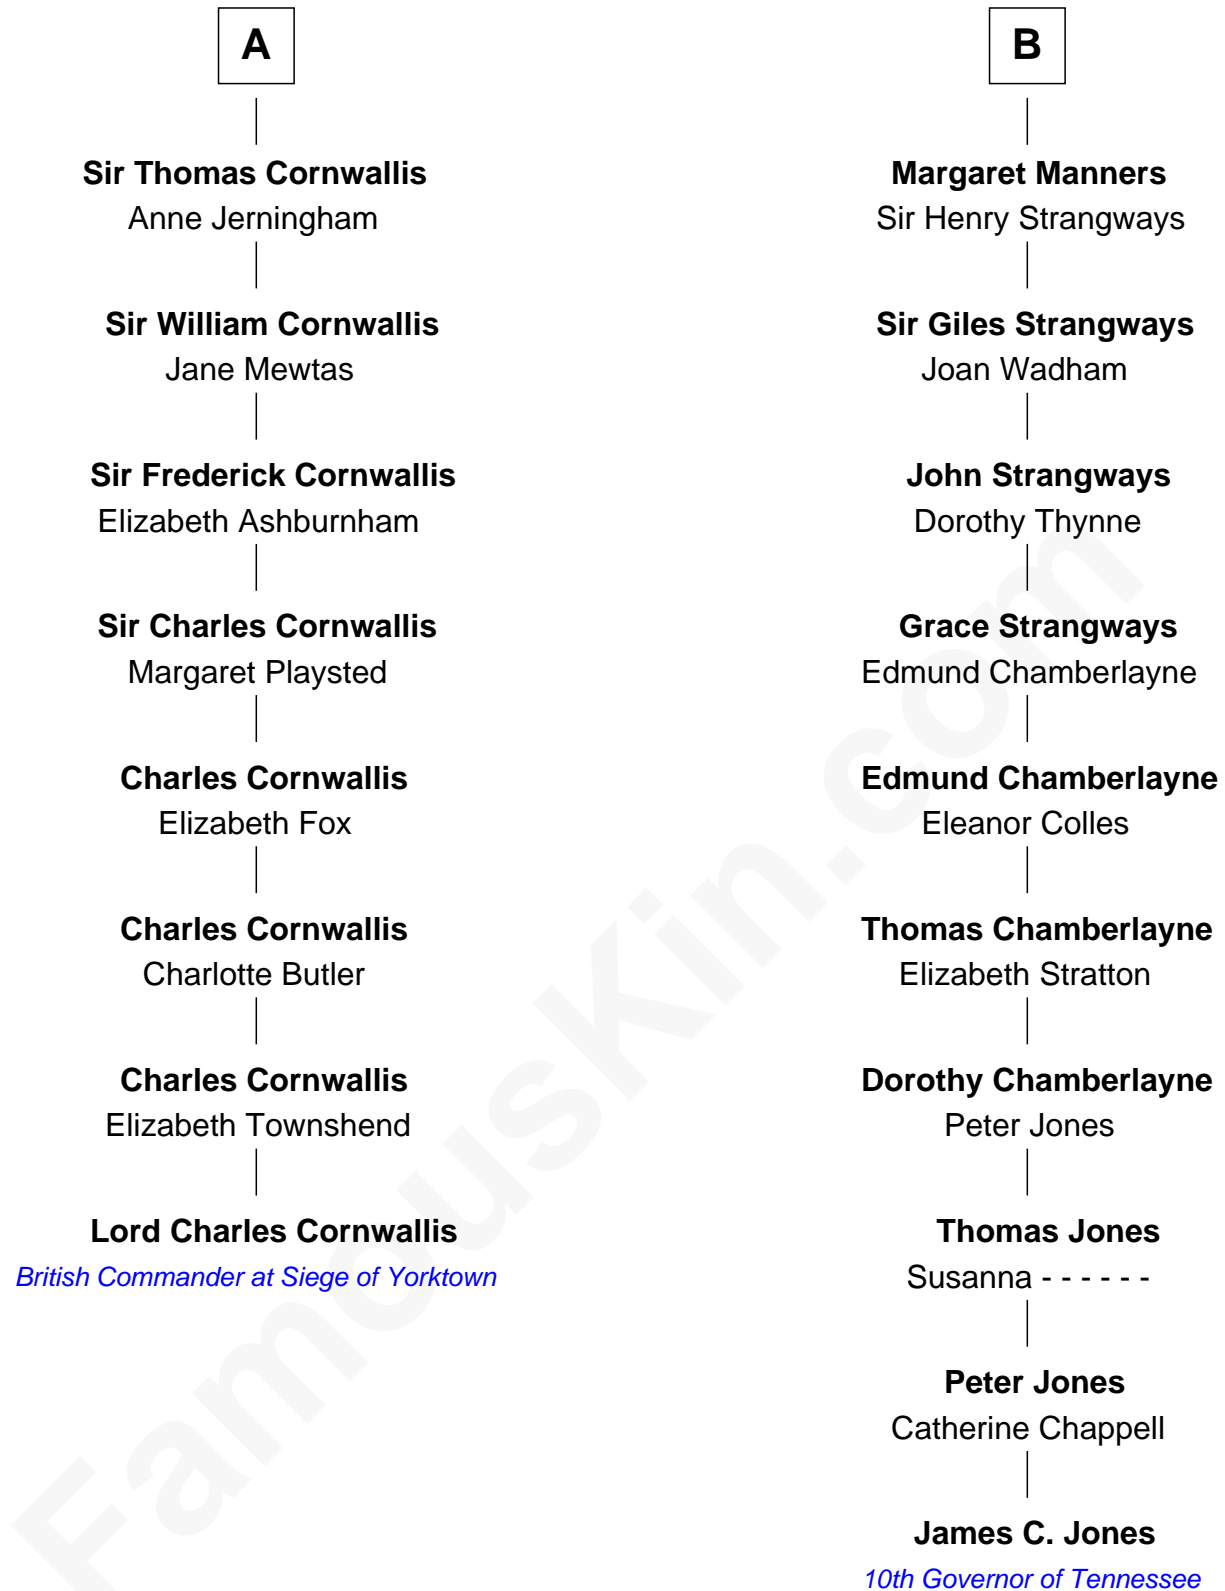 A
Sir Thomas Cornwallis
Anne Jerningham
Sir William Cornwallis
Jane Mewtas
Sir Frederick Cornwallis
Elizabeth Ashburnham
Sir Charles Cornwallis
Margaret Playsted
Charles Cornwallis
Elizabeth Fox
Charles Cornwallis
Charlotte Butler
Charles Cornwallis
Elizabeth Townshend
Lord Charles Cornwallis
British Commander at Siege of Yorktown
B
Margaret Manners
Sir Henry Strangways
Sir Giles Strangways
Joan Wadham
John Strangways
Dorothy Thynne
Grace Strangways
Edmund Chamberlayne
Edmund Chamberlayne
Eleanor Colles
Thomas Chamberlayne
Elizabeth Stratton
Dorothy Chamberlayne
Peter Jones
Thomas Jones
Susanna - - - - - -
Peter Jones
Catherine Chappell
James C. Jones
10th Governor of Tennessee
FamousKin.com